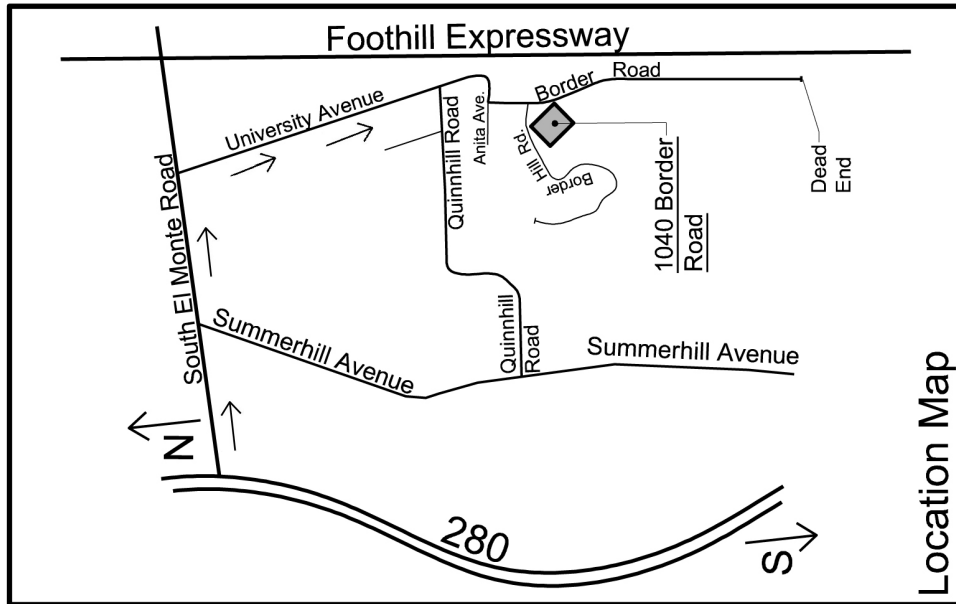 Foothill Expressway
Border Road
University Avenue
Anita Ave.
Quinnhill Road
Hill Rd.
Border
Dead
End
1040 Border
Road
South El Monte Road
Quinnhill
Road
Summerhill Avenue
Summerhill Avenue
N
280
S
Location Map